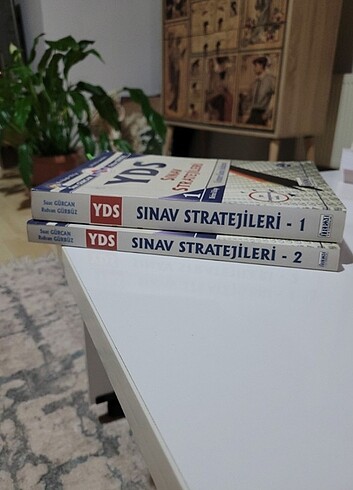 YDS
SINAV
STRATEJİLERİ
1
Suat GÜRCAN
Rıdvan GÜRBÜZ
YDS
SINAV STRATEJİLERİ - 1
Suat GÜRCAN
Rıdvan GÜRBÜZ
YDS
SINAV STRATEJİLERİ - 2